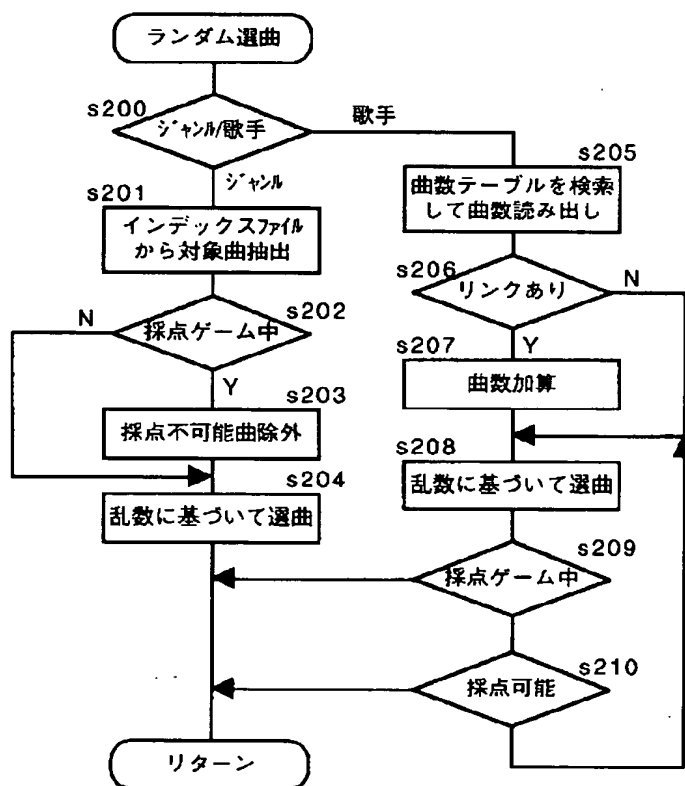 ランダム選曲
s200
ジャンル/歌手
歌手
ジャンル
s201
インデックスファイル
から対象曲抽出
s202
採点ゲーム中
N
Y
s203
採点不可能曲除外
s204
乱数に基づいて選曲
s205
曲数テーブルを検索
して曲数読み出し
s206
リンクあり
N
Y
s207
曲数加算
s208
乱数に基づいて選曲
s209
採点ゲーム中
s210
採点可能
リターン